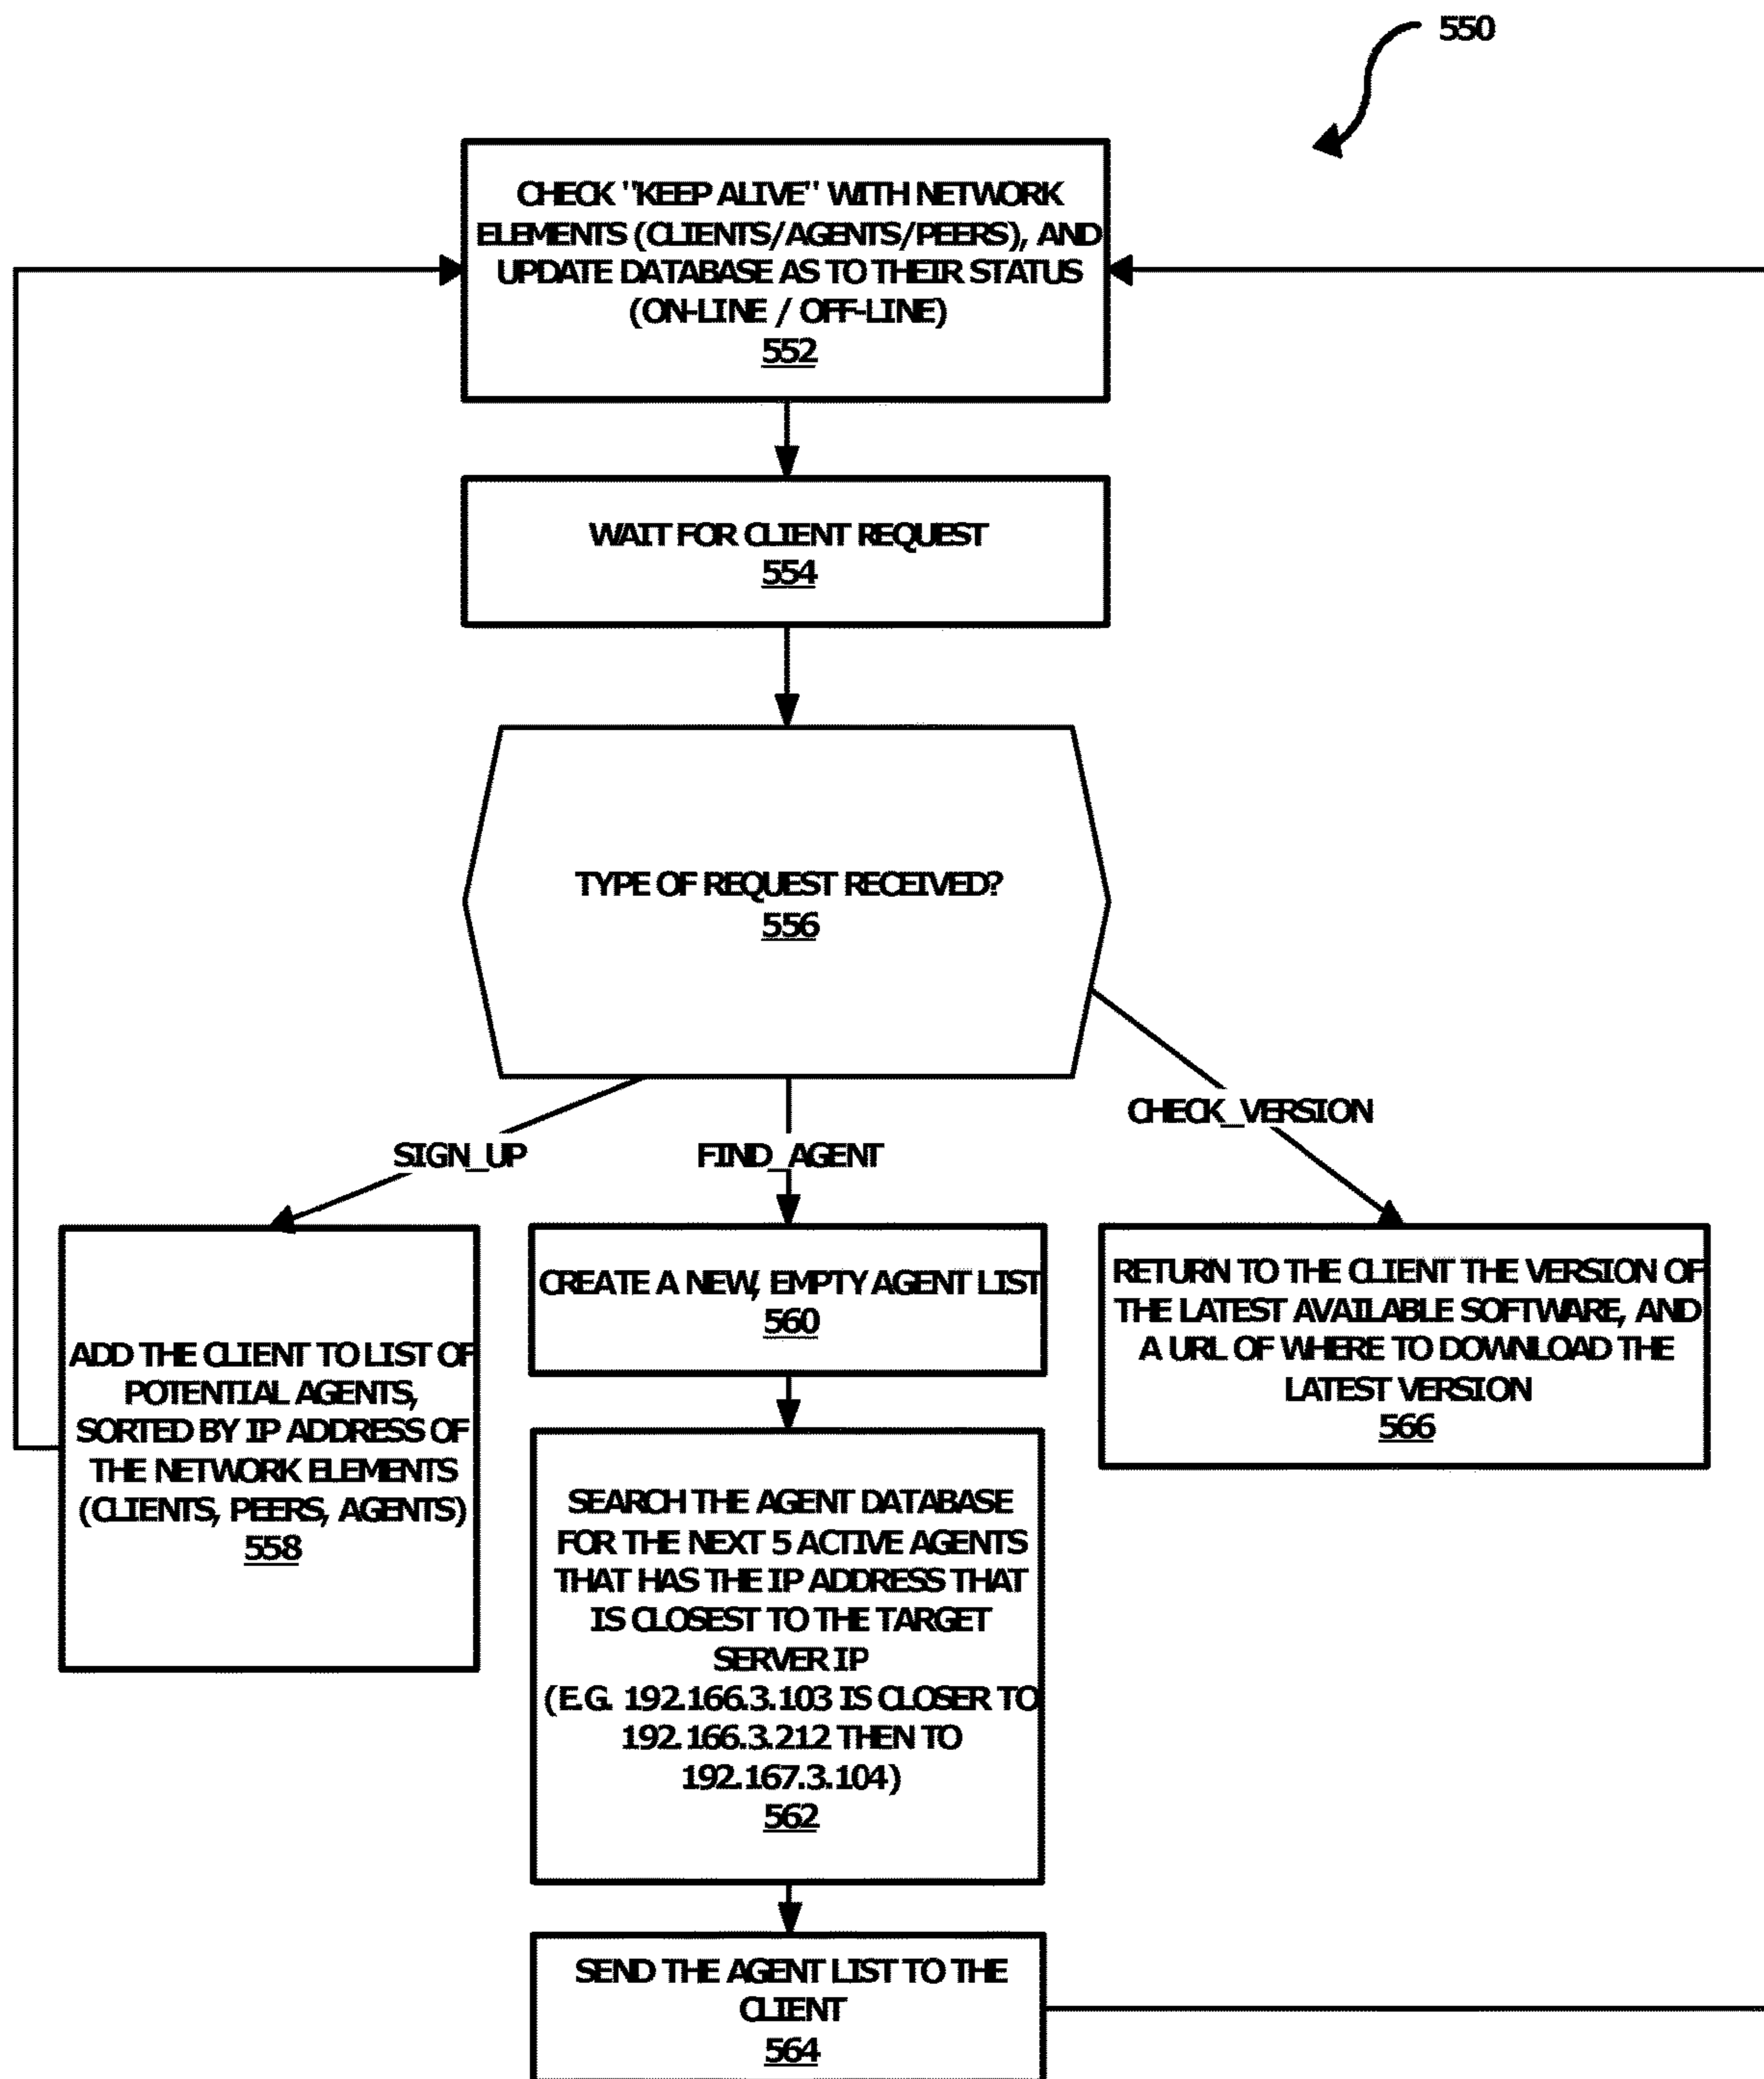 550
CHECK "KEEP ALIVE" WITH NETWORK
ELEMENTS (CLIENTS/AGENTS/PEERS), AND
UPDATE DATABASE AS TO THEIR STATUS
(ON-LINE / OFF-LINE)
552
WAIT FOR CLIENT REQUEST
554
TYPE OF REQUEST RECEIVED?
556
SIGN_UP
FIND_AGENT
CHECK_VERSION
ADD THE CLIENT TO LIST OF
POTENTIAL AGENTS,
SORTED BY IP ADDRESS OF
THE NETWORK ELEMENTS
(CLIENTS, PEERS, AGENTS)
558
CREATE A NEW, EMPTY AGENT LIST
560
SEARCH THE AGENT DATABASE
FOR THE NEXT 5 ACTIVE AGENTS
THAT HAS THE IP ADDRESS THAT
IS CLOSEST TO THE TARGET
SERVER IP
(E.G. 192.166.3.103 IS CLOSER TO
192.166.3.212 THEN TO
192.167.3.104)
562
SEND THE AGENT LIST TO THE
CLIENT
564
RETURN TO THE CLIENT THE VERSION OF
THE LATEST AVAILABLE SOFTWARE, AND
A URL OF WHERE TO DOWNLOAD THE
LATEST VERSION
566